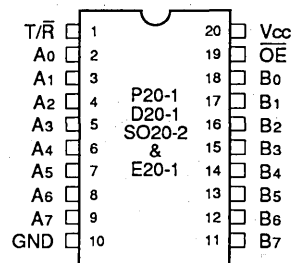 T/R̅ 1 20 Vcc
A0 2 19 O̅E̅
A1 3 18 B0
A2 4 P20-1 17 B1
A3 5 D20-1 16 B2
A4 6 SO20-2 15 B3
A5 7 & 14 B4
A6 8 E20-1 13 B5
A7 9 12 B6
GND 10 11 B7